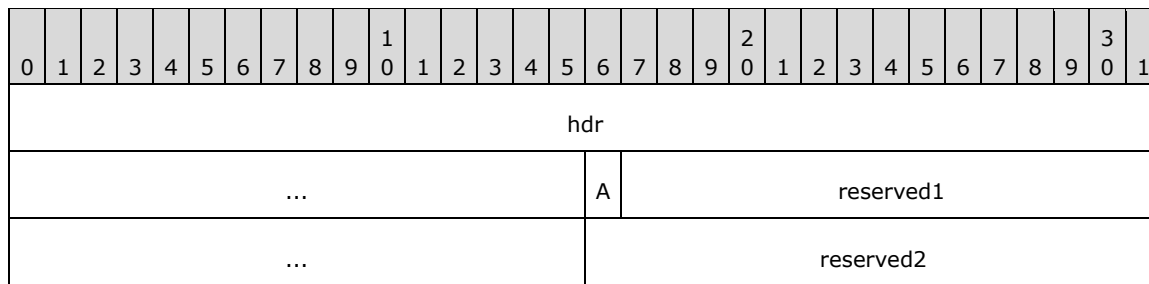 1 2 3
0 1 2 3 4 5 6 7 8 9 0 1 2 3 4 5 6 7 8 9 0 1 2 3 4 5 6 7 8 9 0 1
hdr
... A reserved1
... reserved2